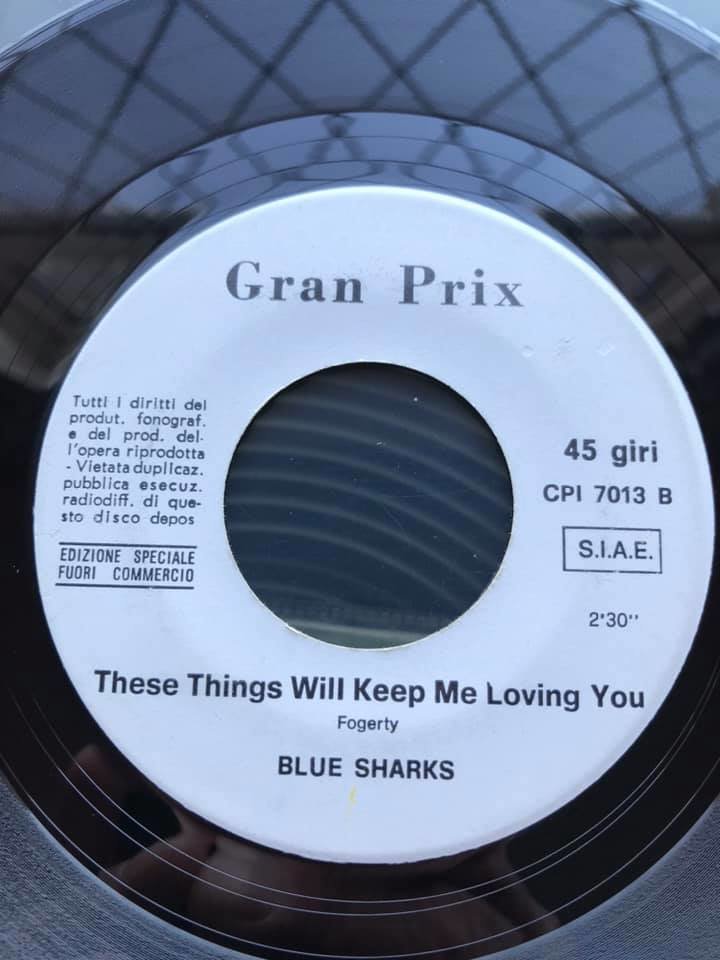 Gran Prix
Tutti i diritti del
produt. fonograf.
e del prod. del-
l'opera riprodotta
- Vietata duplicaz.
pubblica esecuz.
radiodiff. di que-
sto disco depos
EDIZIONE SPECIALE
FUORI COMMERCIO
45 giri
CPI 7013 B
S.I.A.E.
2'30''
These Things Will Keep Me Loving You
Fogerty
BLUE SHARKS